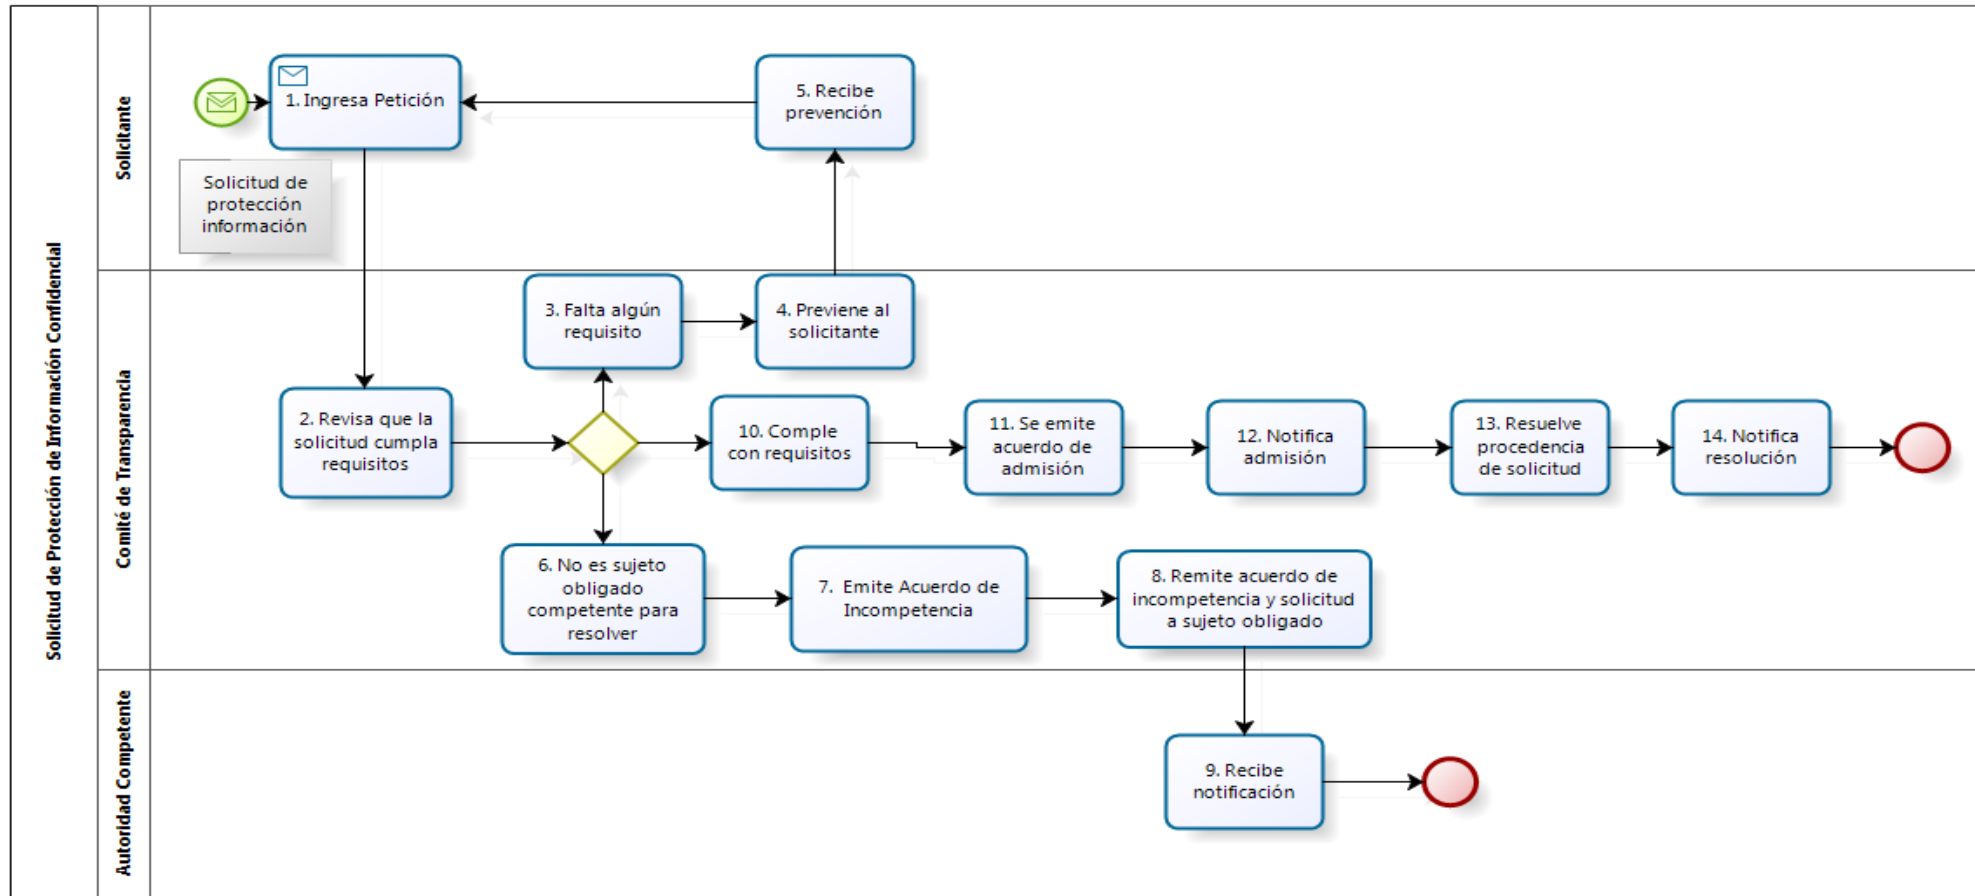 Solicitud de Protección de Información Confidencial
Solicitante
1. Ingresa Petición
5. Recibe
prevención
Solicitud de
protección
información
Comité de Transparencia
3. Falta algún
requisito
4. Previene al
solicitante
2. Revisa que la
solicitud cumpla
requisitos
10. Comple
con requisitos
11. Se emite
acuerdo de
admisión
12. Notifica
admisión
13. Resuelve
procedencia
de solicitud
14. Notifica
resolución
6. No es sujeto
obligado
competente para
resolver
7. Emite Acuerdo de
Incompetencia
8. Remite acuerdo de
incompetencia y solicitud
a sujeto obligado
Autoridad Competente
9. Recibe
notificación